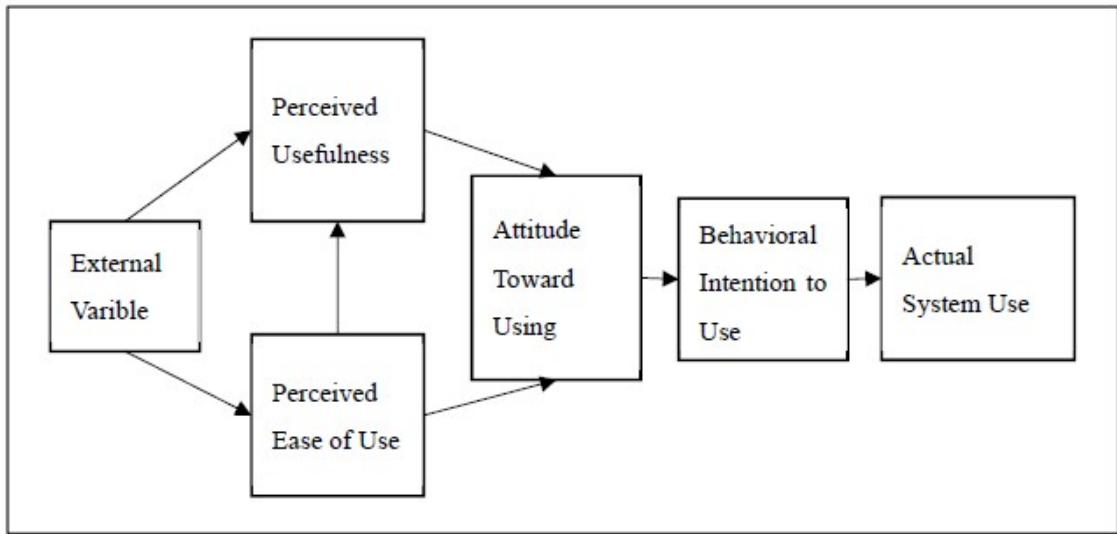 Perceived
Usefulness
External
Varible
Perceived
Ease of Use
Attitude
Toward
Using
Behavioral
Intention to
Use
Actual
System Use